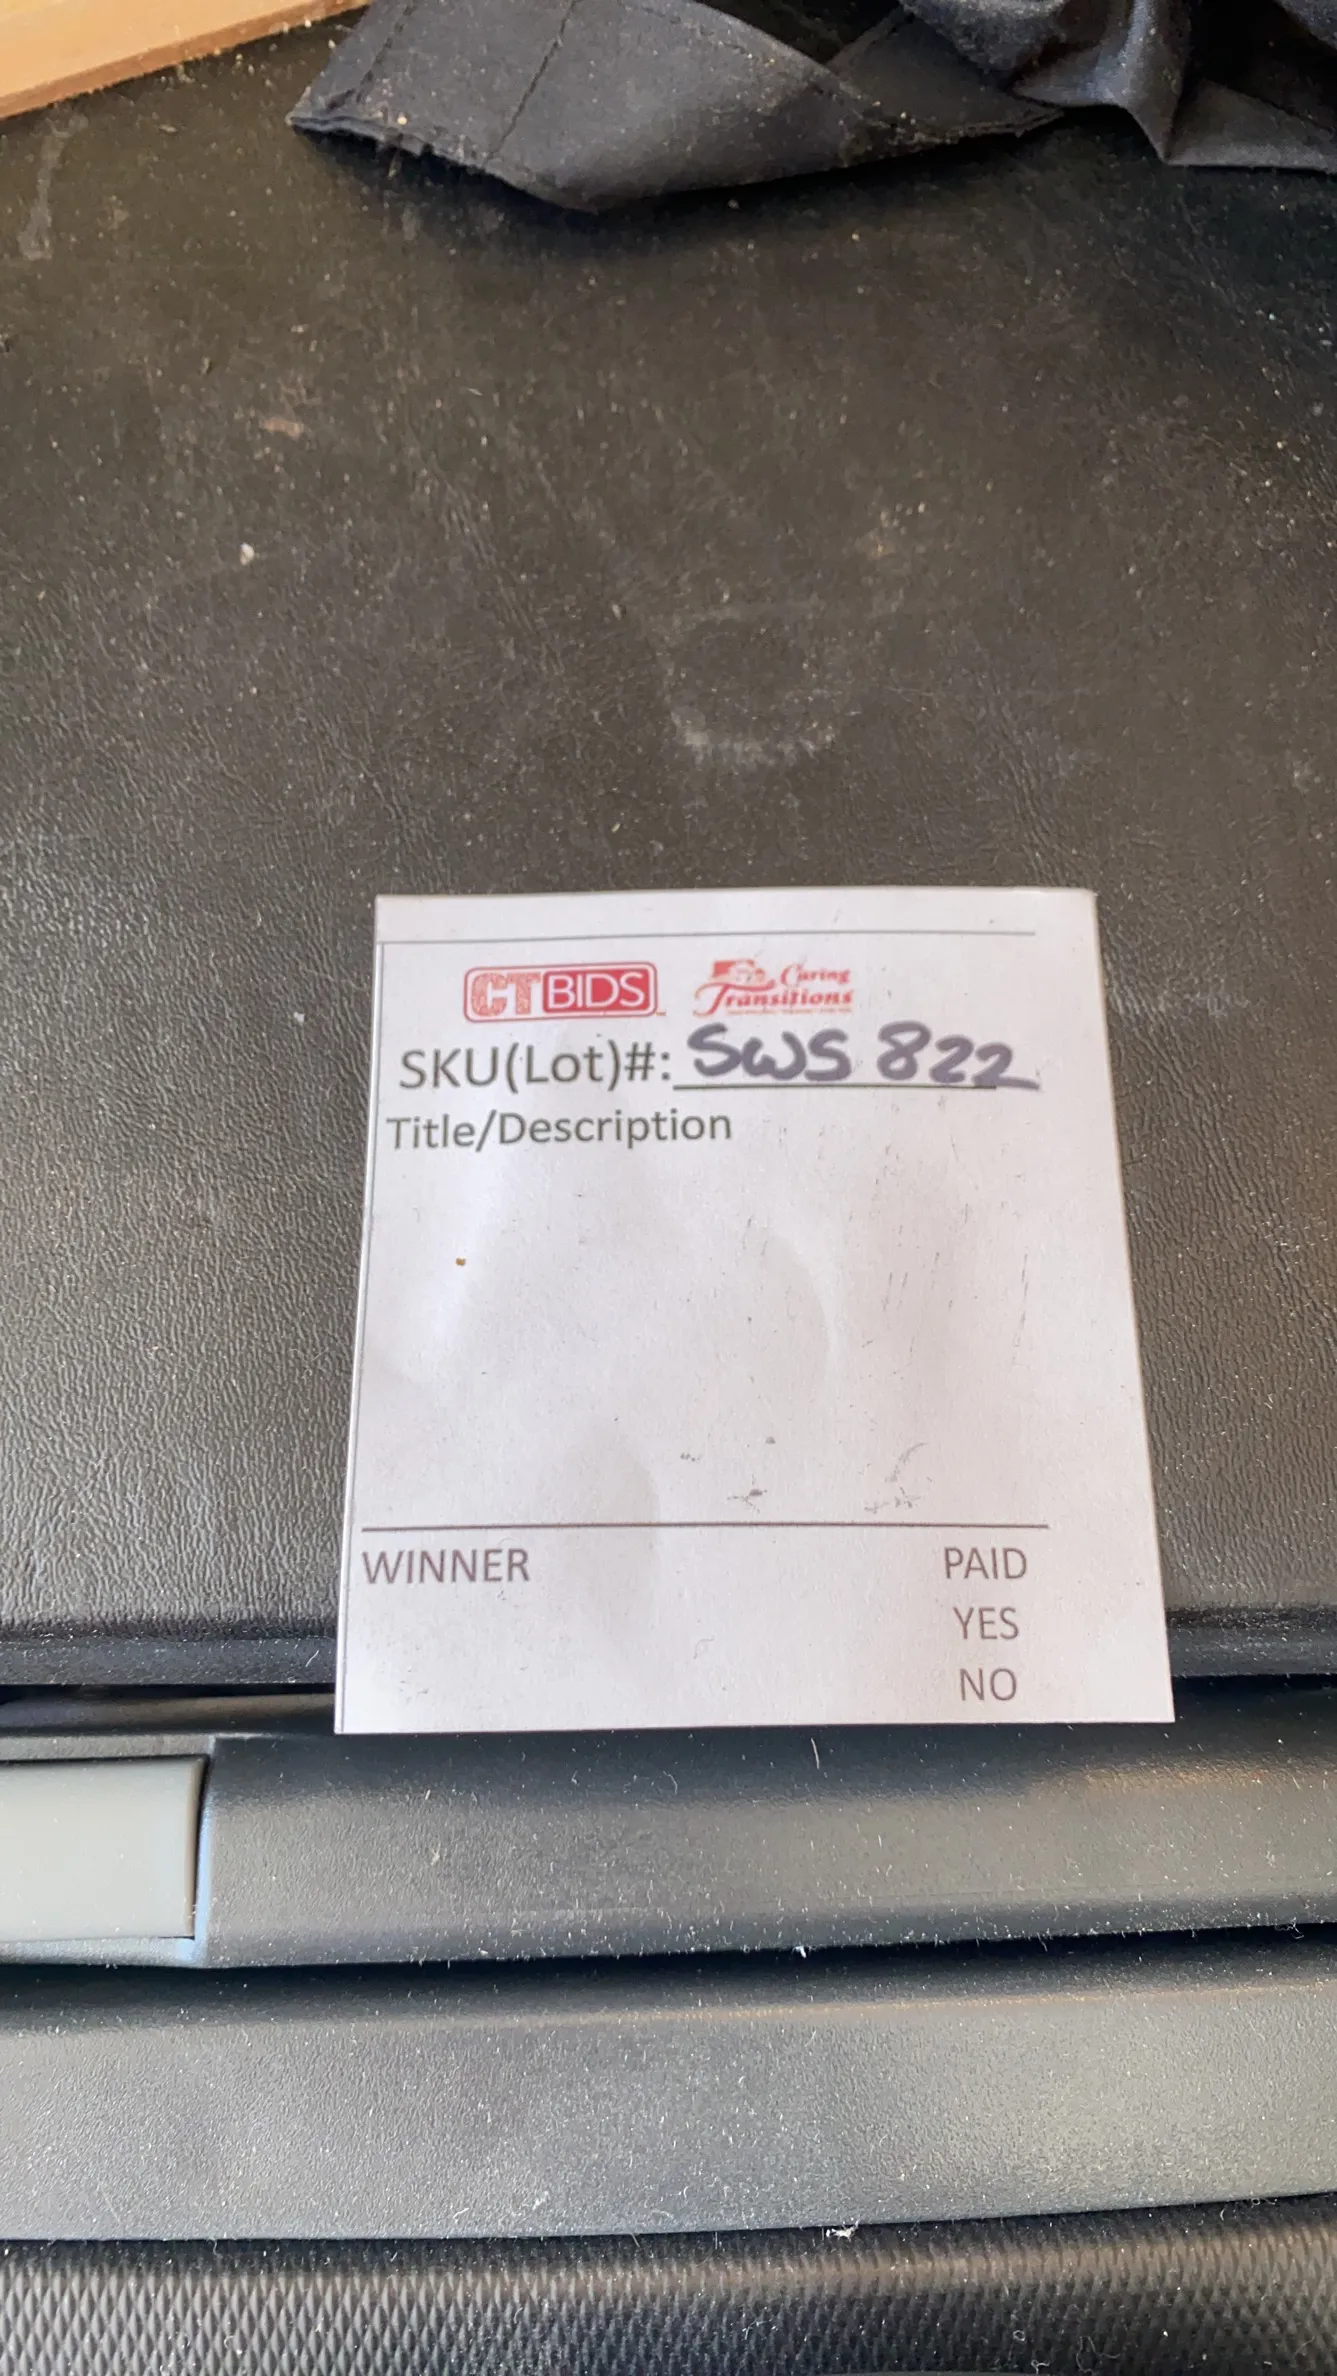 CTBIDS Caring Transitions
SKU(Lot)#: SWS 822
Title/Description
WINNER PAID
YES
NO